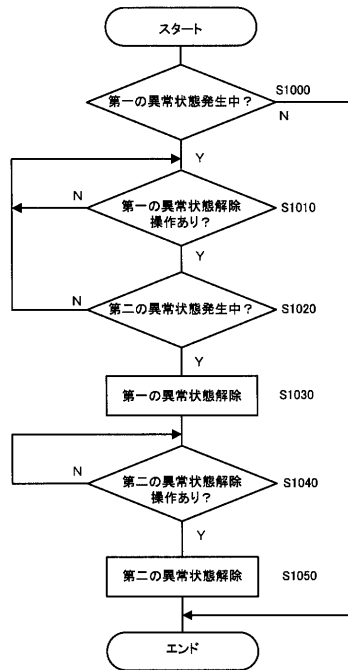 スタート
第一の異常状態発生中？
S1000
N
Y
第一の異常状態解除
操作あり？
N
S1010
Y
第二の異常状態発生中？
N
S1020
Y
第一の異常状態解除
S1030
N
第二の異常状態解除
操作あり？
S1040
Y
第二の異常状態解除
S1050
エンド